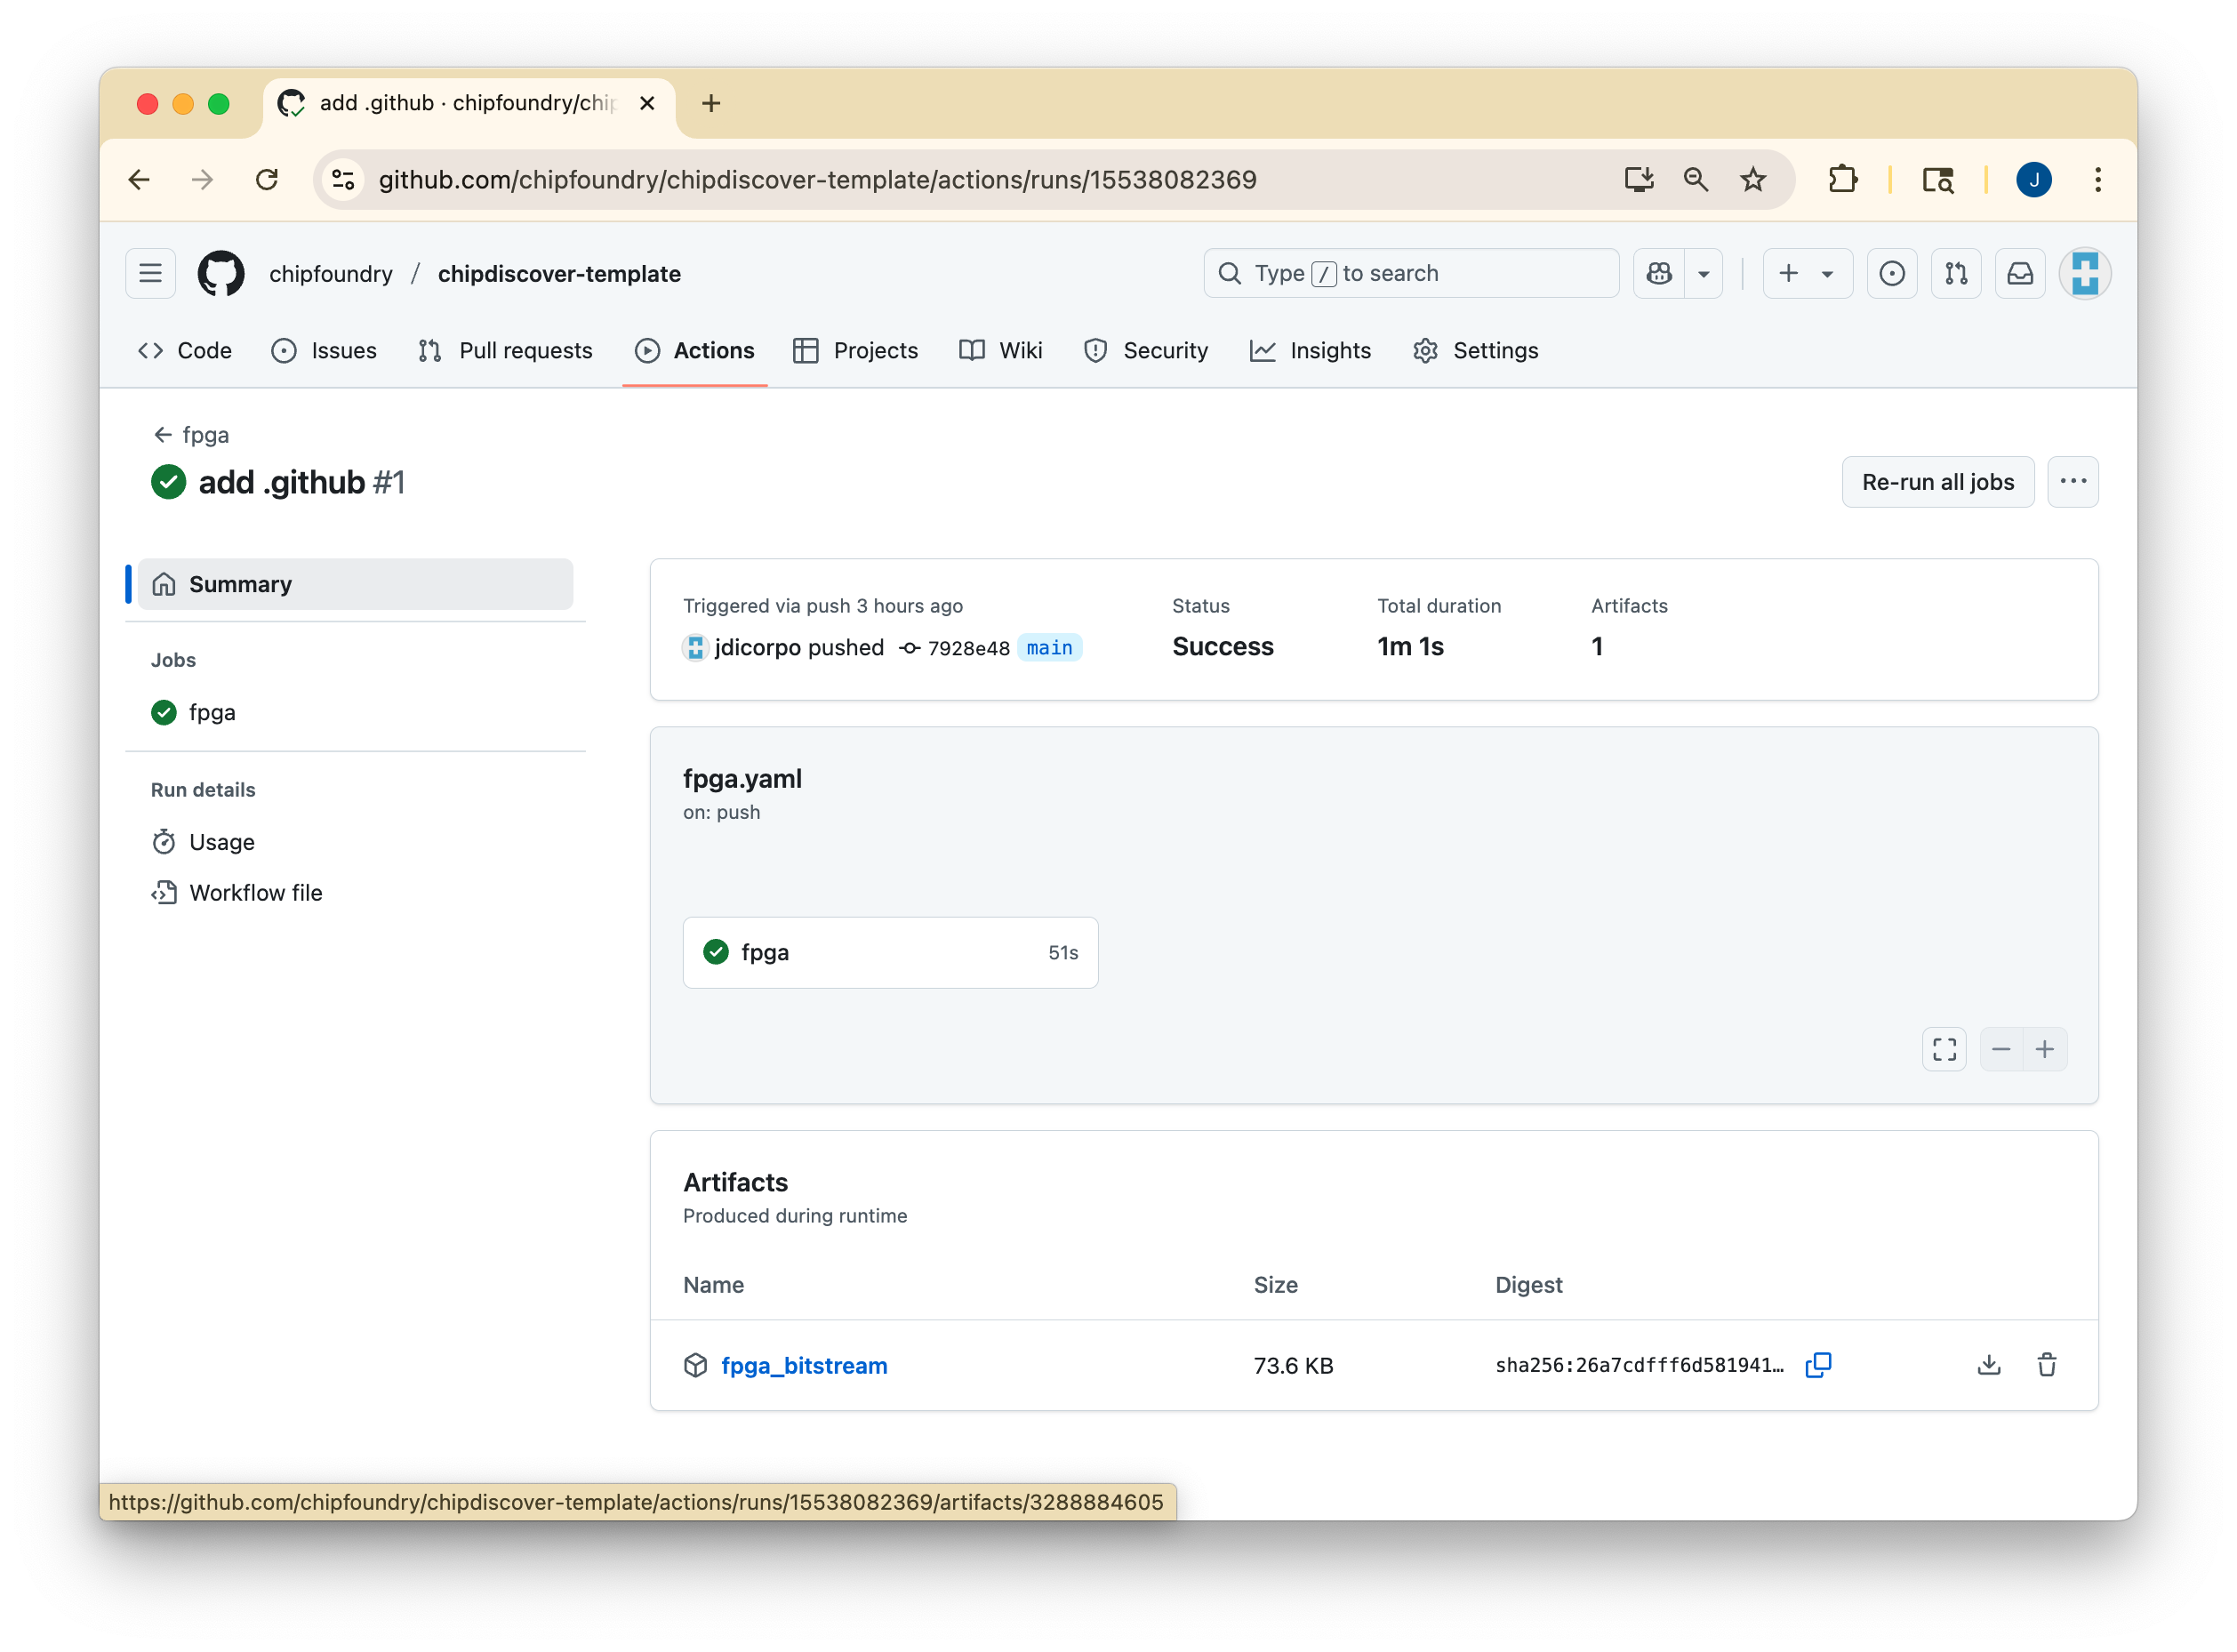 add .github · chipfoundry/chip
github.com/chipfoundry/chipdiscover-template/actions/runs/15538082369
J
chipfoundry / chipdiscover-template
Type / to search
Code Issues Pull requests Actions Projects Wiki Security Insights Settings
← fpga
add .github #1
Re-run all jobs
Summary
Jobs
fpga
Run details
Usage
Workflow file
Triggered via push 3 hours ago
jdicorpo pushed 7928e48 main
Status
Success
Total duration
1m 1s
Artifacts
1
fpga.yaml
on: push
fpga 51s
Artifacts
Produced during runtime
Name Size Digest
fpga_bitstream 73.6 KB sha256:26a7cdfff6d581941…
https://github.com/chipfoundry/chipdiscover-template/actions/runs/15538082369/artifacts/3288884605